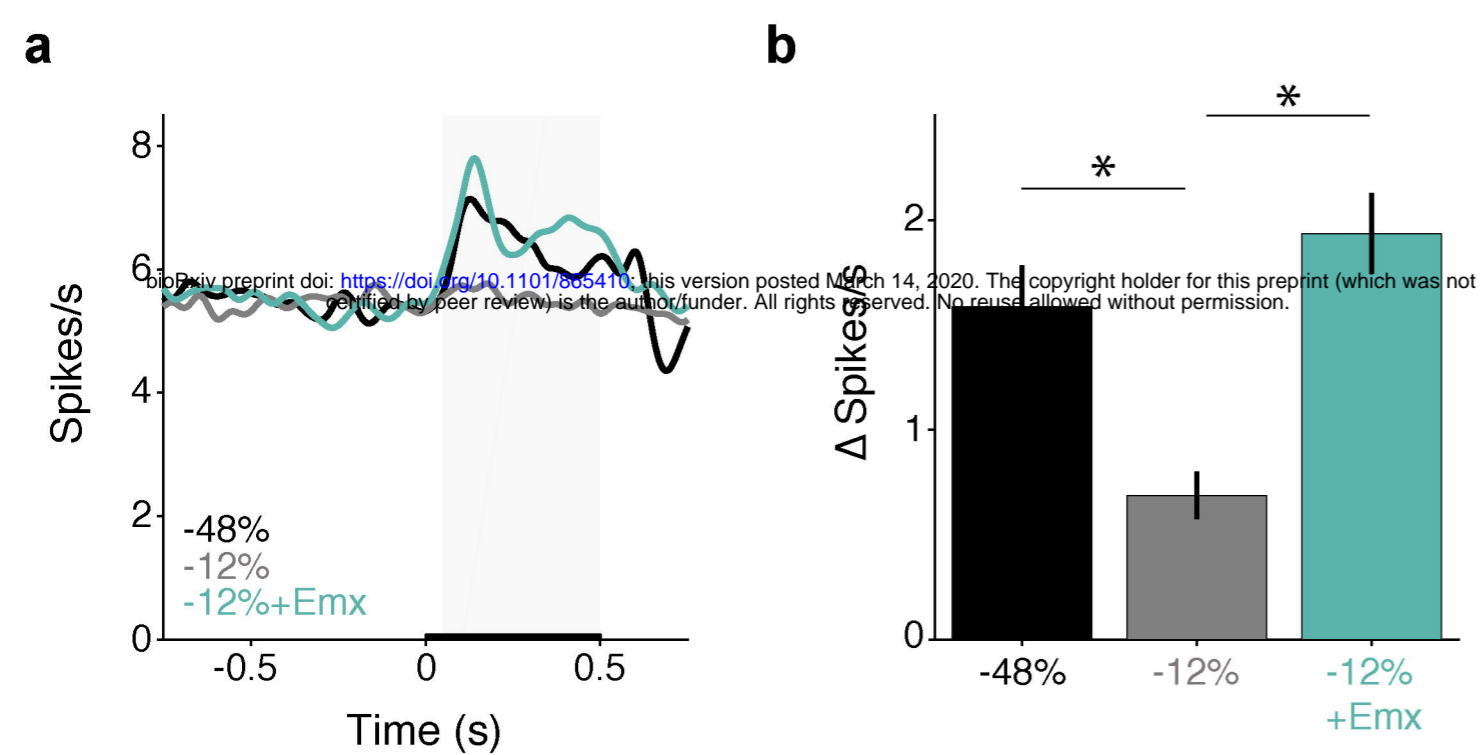 a
b
8
6
4
2
0
Spikes/s
-0.5
0
0.5
Time (s)
-48%
-12%
-12%+Emx
*
*
2
1
0
Δ Spikes/s
-48%
-12%
-12%
+Emx
bioRxiv preprint doi: https://doi.org/10.1101/865410; this version posted March 14, 2020. The copyright holder for this preprint (which was not
certified by peer review) is the author/funder. All rights reserved. No reuse allowed without permission.